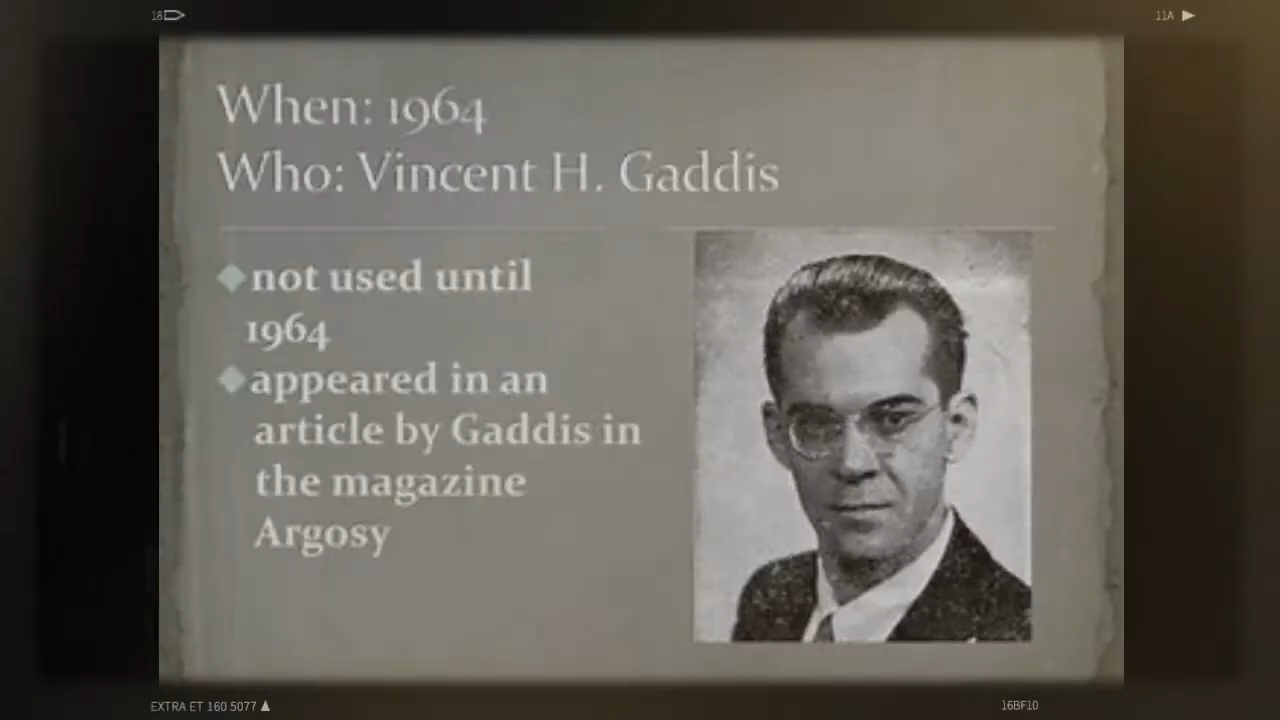 18
11A
When: 1964
Who: Vincent H. Gaddis
not used until
1964
appeared in an
article by Gaddis in
the magazine
Argosy
EXTRA ET 160 5077
16BF10